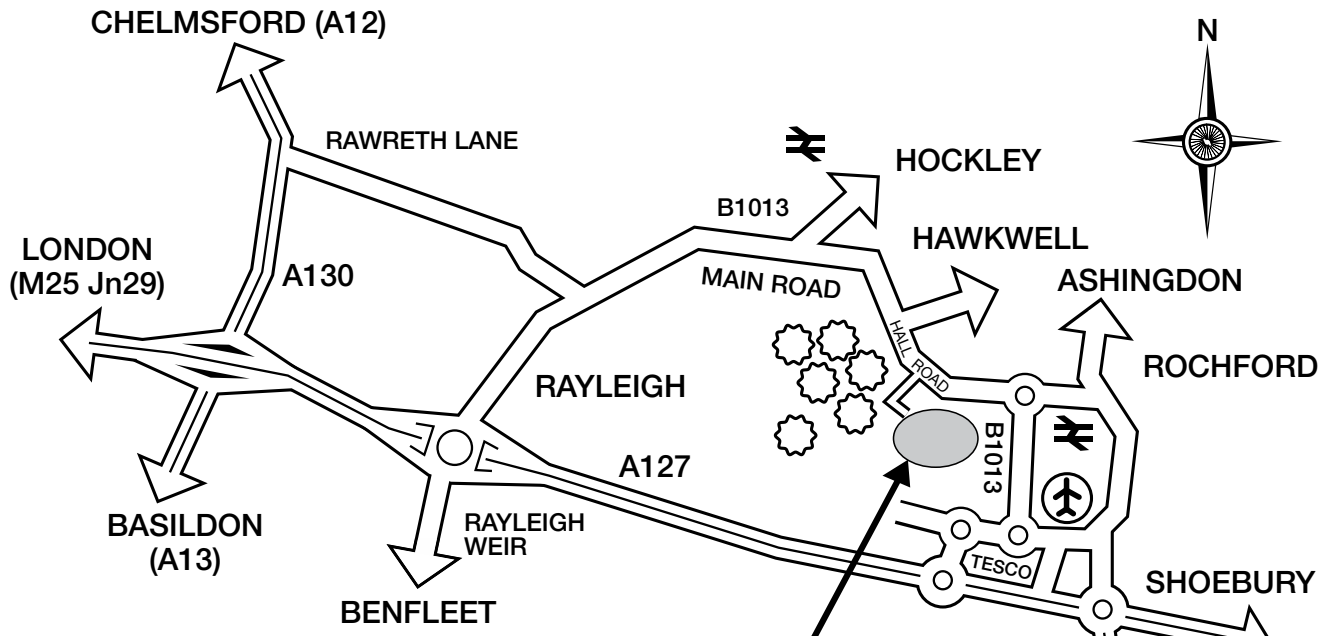 CHELMSFORD (A12)
N
RAWRETH LANE
HOCKLEY
B1013
HAWKWELL
LONDON
(M25 Jn29)
A130
MAIN ROAD
ASHINGDON
HALL ROAD
ROCHFORD
RAYLEIGH
B1013
A127
BASILDON
(A13)
RAYLEIGH
WEIR
TESCO
SHOEBURY
BENFLEET